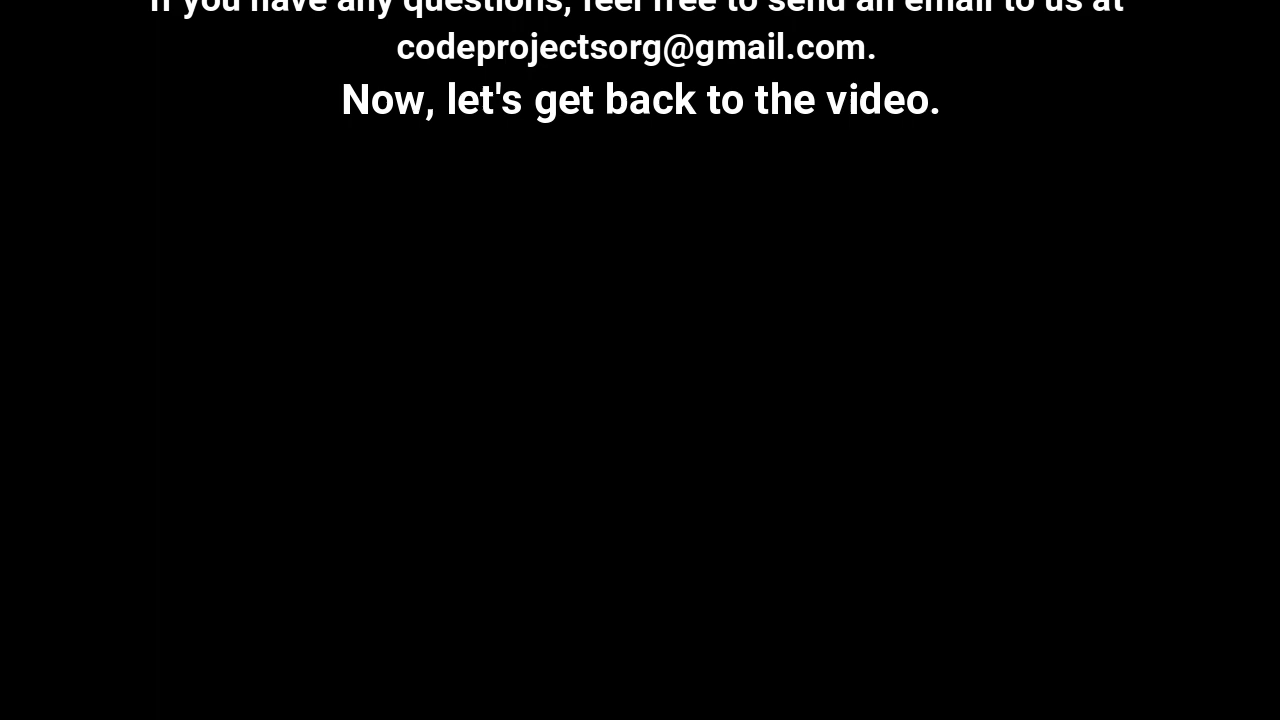 If you have any questions, feel free to send an email to us at
codeprojectsorg@gmail.com.
Now, let's get back to the video.